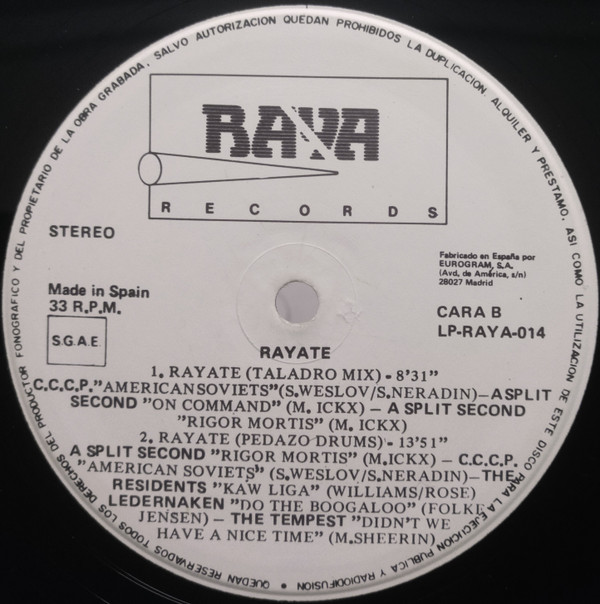 QUEDAN RESERVADOS TODOS LOS DERECHOS DEL PRODUCTOR FONOGRAFICO Y DEL PROPIETARIO DE LA OBRA GRABADA. SALVO AUTORIZACION QUEDAN PROHIBIDOS LA DUPLICACION, ALQUILER Y PRESTAMO, ASI COMO LA UTILIZACION DE ESTE DISCO PARA LA EJECUCION PUBLICA Y RADIODIFUSION •
RAYA
RECORDS
STEREO
Made in Spain
33 R.P.M.
S.G.A.E.
Fabricado en España por
EUROGRAM, S.A.
(Avd, de América, s/n)
28027 Madrid
CARA B
LP-RAYA-014
RAYATE
1. RAYATE (TALADRO MIX) - 8'31"
C.C.C.P."AMERICANSOVIETS"(S.WESLOV/S.NERADIN)—ASPLIT
SECOND "ON COMMAND" (M. ICKX) — A SPLIT SECOND
"RIGOR MORTIS" (M. ICKX)
2. RAYATE (PEDAZO DRUMS) - 13'51"
A SPLIT SECOND "RIGOR MORTIS" (M.ICKX) — C.C.C.P.
"AMERICAN SOVIETS" (S.WESLOV/S.NERADIN)—THE
RESIDENTS "KAW LIGA" (WILLIAMS/ROSE)
LEDERNAKEN "DO THE BOOGALOO" (FOLKE
JENSEN) — THE TEMPEST "DIDN'T WE
HAVE A NICE TIME" (M.SHEERIN)